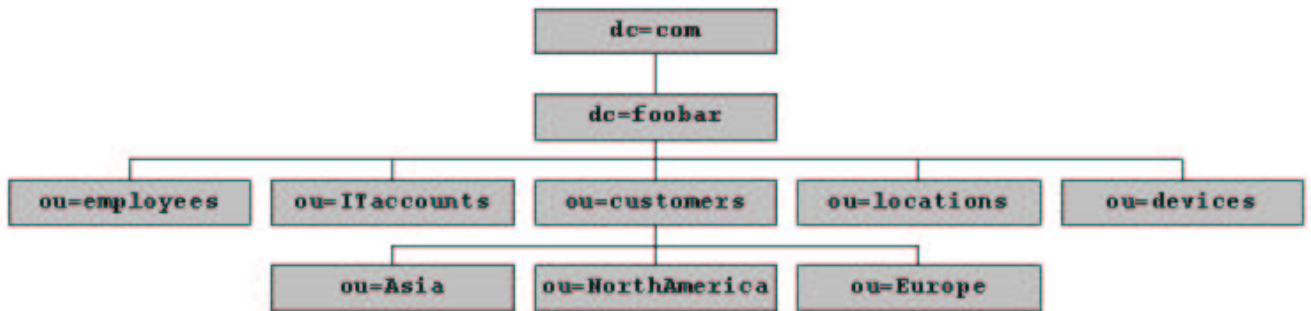 dc=com
dc=foobar
ou=employees ou=ITaccounts ou=customers ou=locations ou=devices
ou=Asia ou=NorthAmerica ou=Europe